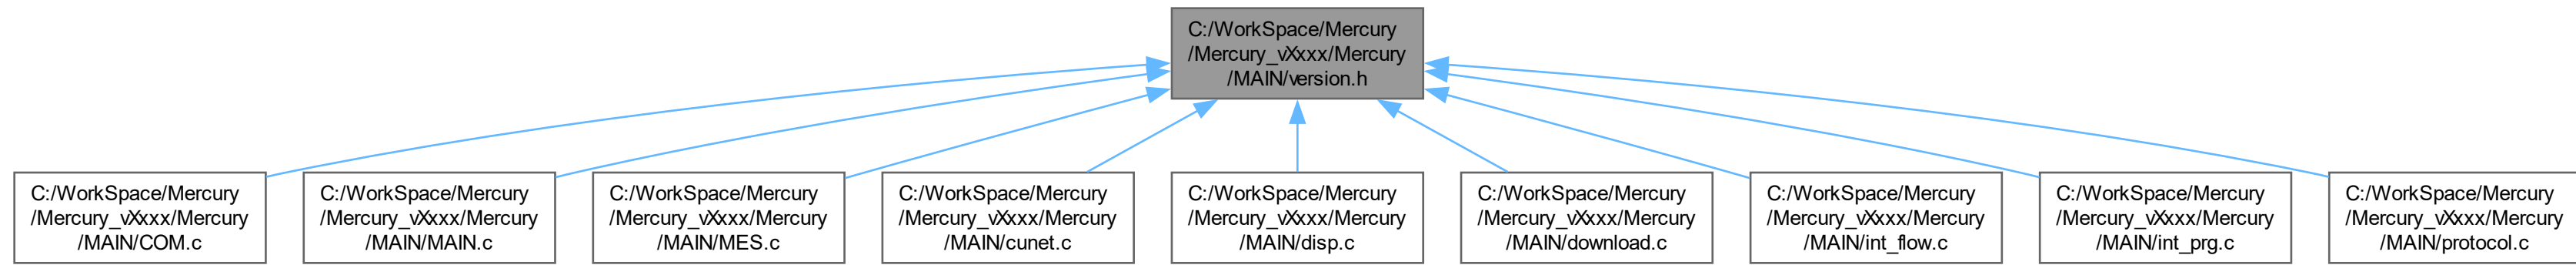 C:/WorkSpace/Mercury
/Mercury_vXxxx/Mercury
/MAIN/version.h
C:/WorkSpace/Mercury
/Mercury_vXxxx/Mercury
/MAIN/COM.c
C:/WorkSpace/Mercury
/Mercury_vXxxx/Mercury
/MAIN/MAIN.c
C:/WorkSpace/Mercury
/Mercury_vXxxx/Mercury
/MAIN/MES.c
C:/WorkSpace/Mercury
/Mercury_vXxxx/Mercury
/MAIN/cunet.c
C:/WorkSpace/Mercury
/Mercury_vXxxx/Mercury
/MAIN/disp.c
C:/WorkSpace/Mercury
/Mercury_vXxxx/Mercury
/MAIN/download.c
C:/WorkSpace/Mercury
/Mercury_vXxxx/Mercury
/MAIN/int_flow.c
C:/WorkSpace/Mercury
/Mercury_vXxxx/Mercury
/MAIN/int_prg.c
C:/WorkSpace/Mercury
/Mercury_vXxxx/Mercury
/MAIN/protocol.c